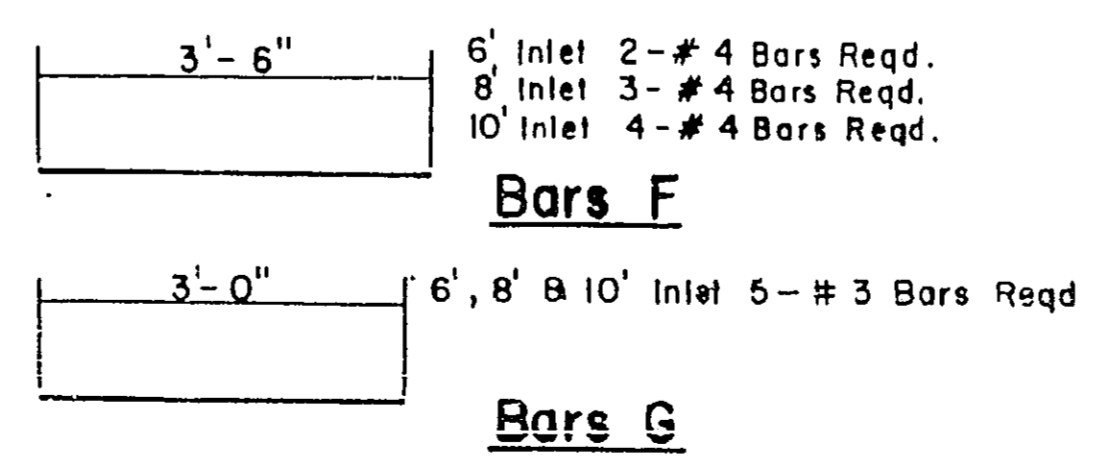 3'- 6"
6' Inlet 2-# 4 Bars Reqd.
8' Inlet 3- # 4 Bars Reqd.
10' Inlet 4-# 4 Bars Reqd.
Bars F
3'- 0"
6', 8' & 10' Inlet 5- # 3 Bars Reqd
Bars G